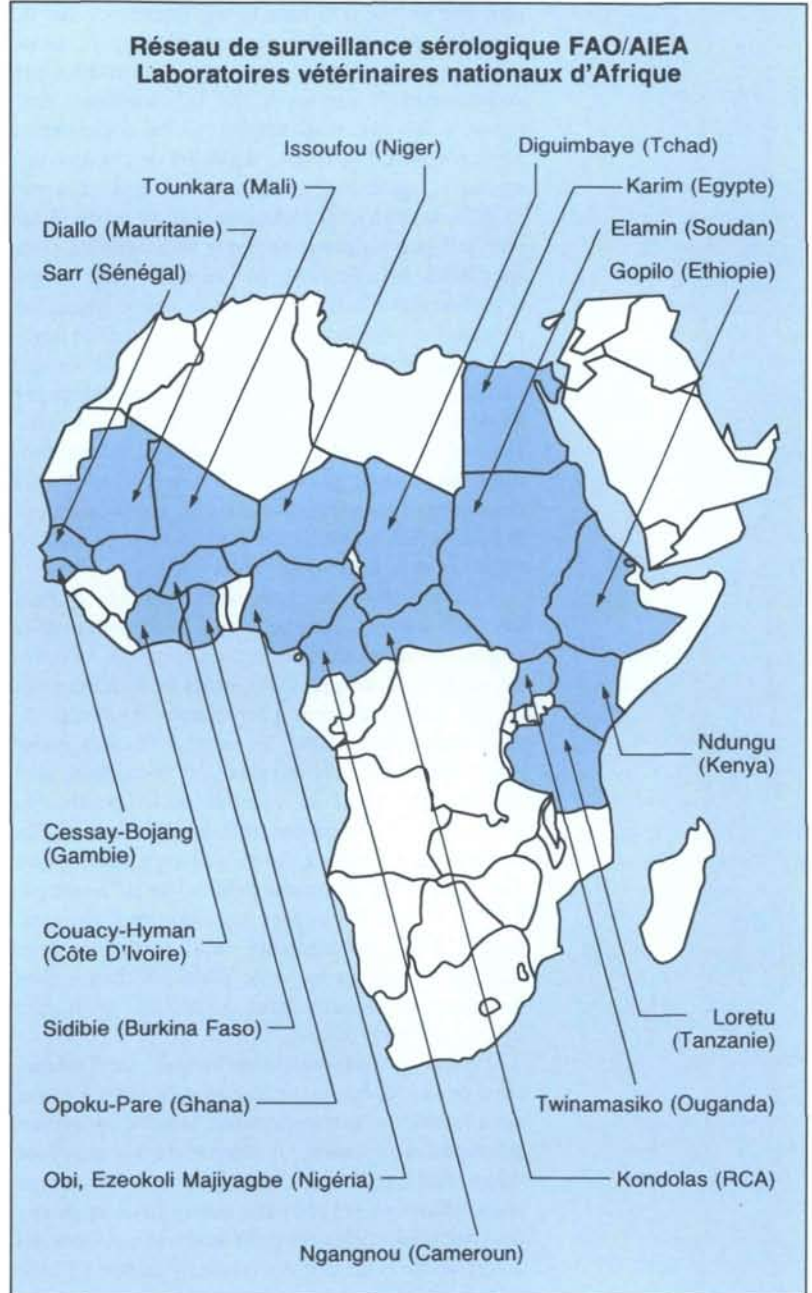 Réseau de surveillance sérologique FAO/AIEA
Laboratoires vétérinaires nationaux d'Afrique
Issoufou (Niger)
Diguimbaye (Tchad)
Tounkara (Mali)
Karim (Egypte)
Diallo (Mauritanie)
Elamin (Soudan)
Sarr (Sénégal)
Gopilo (Ethiopie)
Ndungu
(Kenya)
Cessay-Bojang
(Gambie)
Couacy-Hyman
(Côte D'Ivoire)
Loretu
(Tanzanie)
Sidibie (Burkina Faso)
Opoku-Pare (Ghana)
Twinamasiko (Ouganda)
Obi, Ezeokoli Majiyagbe (Nigéria)
Kondolas (RCA)
Ngangnou (Cameroun)